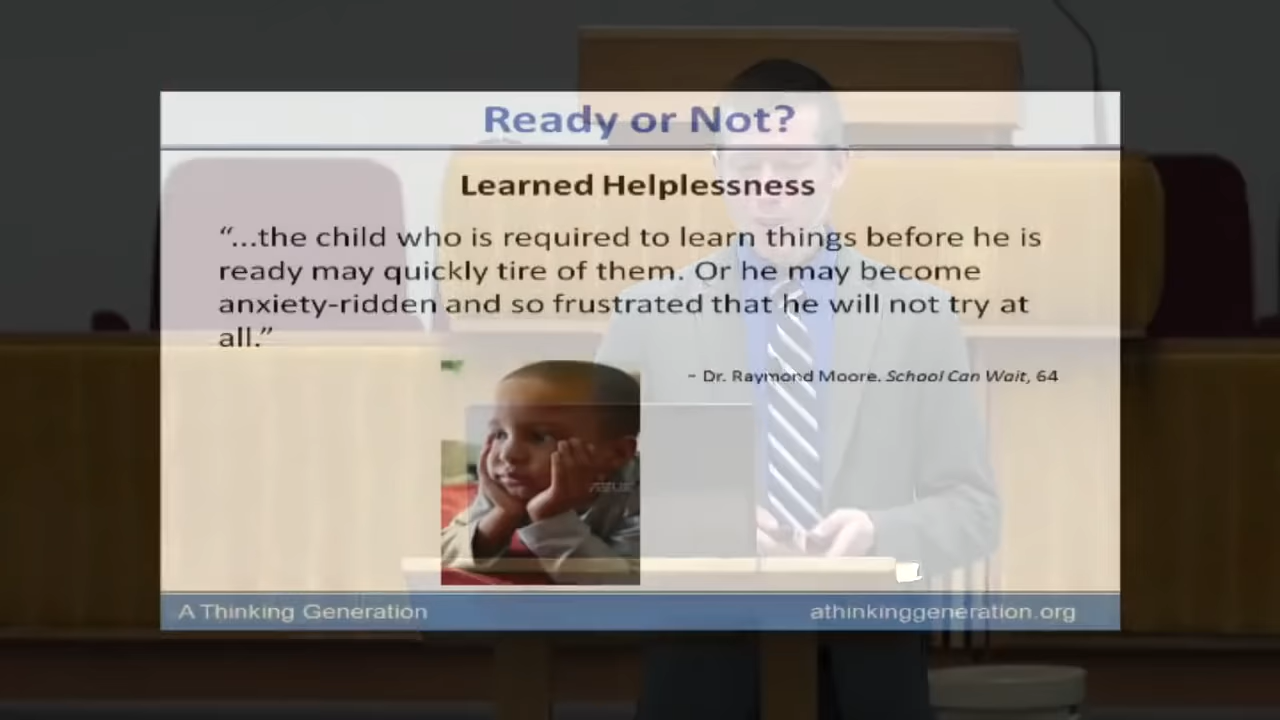 Ready or Not?
Learned Helplessness
“...the child who is required to learn things before he is
ready may quickly tire of them. Or he may become
anxiety-ridden and so frustrated that he will not try at
all.”
– Dr. Raymond Moore. School Can Wait, 64
A Thinking Generation
athinkinggeneration.org